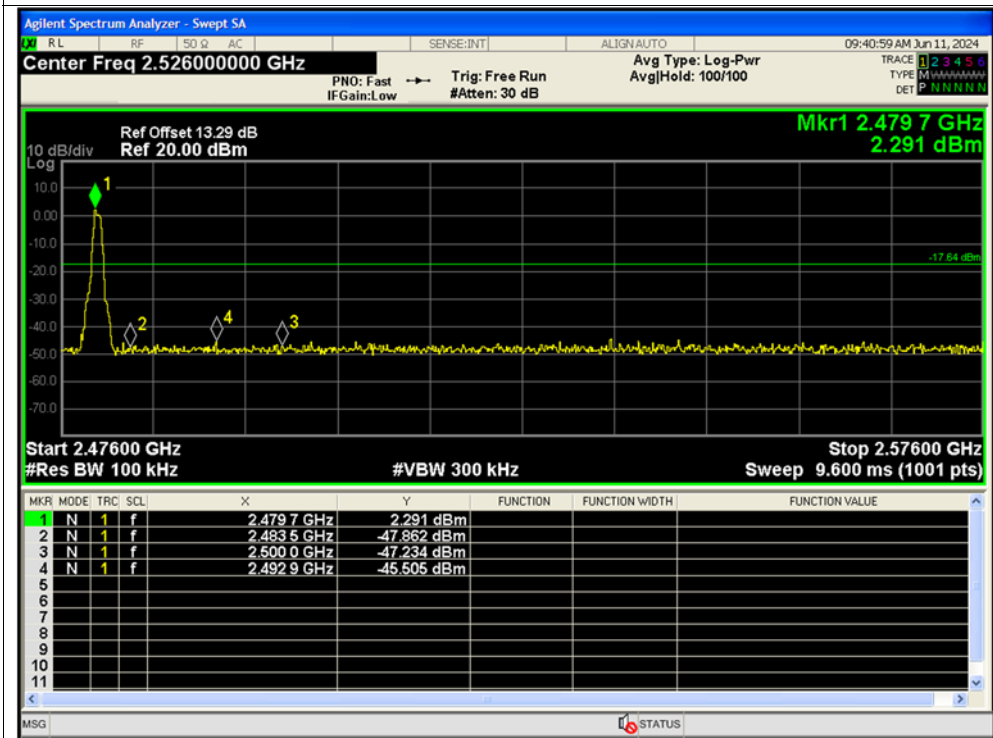 Agilent Spectrum Analyzer - Swept SA
LXI RL RF 50 Ω AC SENSE:INT ALIGNAUTO 09:40:59 AM Jun 11, 2024
Center Freq 2.526000000 GHz
PNO: Fast
IFGain:Low
Trig: Free Run
#Atten: 30 dB
Avg Type: Log-Pwr
Avg|Hold: 100/100
TRACE 1 2 3 4 5 6
TYPE M WWWWW
DET P N N N N N
Mkr1 2.479 7 GHz
2.291 dBm
Ref Offset 13.29 dB
10 dB/div Ref 20.00 dBm
Log
10.0
0.00
-10.0
-20.0
-30.0
-40.0
-50.0
-60.0
-70.0
1
2
4
3
-17.64 dBm
Start 2.47600 GHz Stop 2.57600 GHz
#Res BW 100 kHz #VBW 300 kHz Sweep 9.600 ms (1001 pts)
MKR MODE TRC SCL X Y FUNCTION FUNCTION WIDTH FUNCTION VALUE
1 N 1 f 2.479 7 GHz 2.291 dBm
2 N 1 f 2.483 5 GHz -47.862 dBm
3 N 1 f 2.500 0 GHz -47.234 dBm
4 N 1 f 2.492 9 GHz -45.505 dBm
5
6
7
8
9
10
11
MSG STATUS